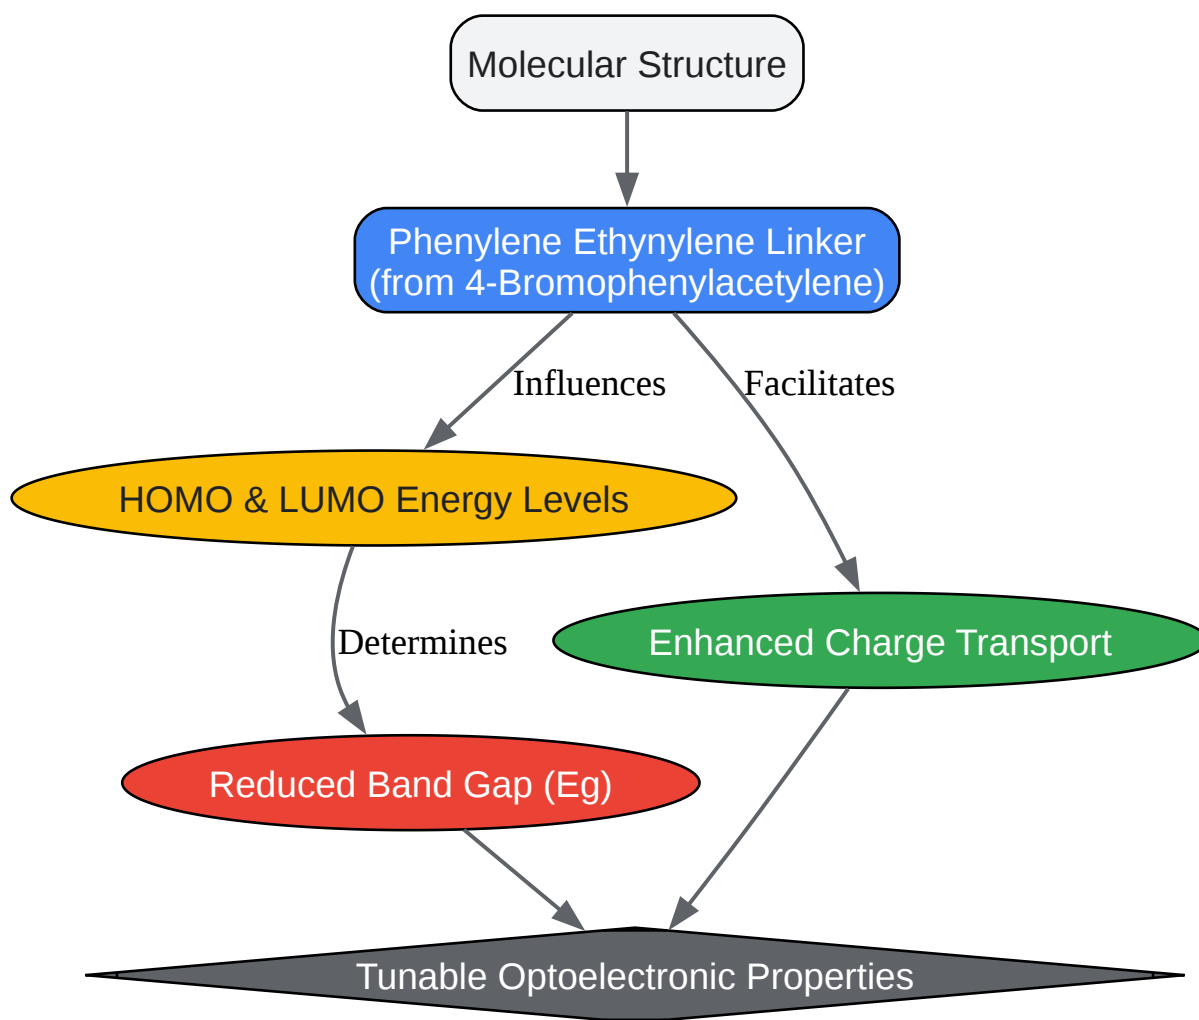 Molecular Structure
Phenylene Ethynylene Linker
(from 4-Bromophenylacetylene)
Influences
Facilitates
HOMO & LUMO Energy Levels
Determines
Enhanced Charge Transport
Reduced Band Gap (Eg)
Tunable Optoelectronic Properties